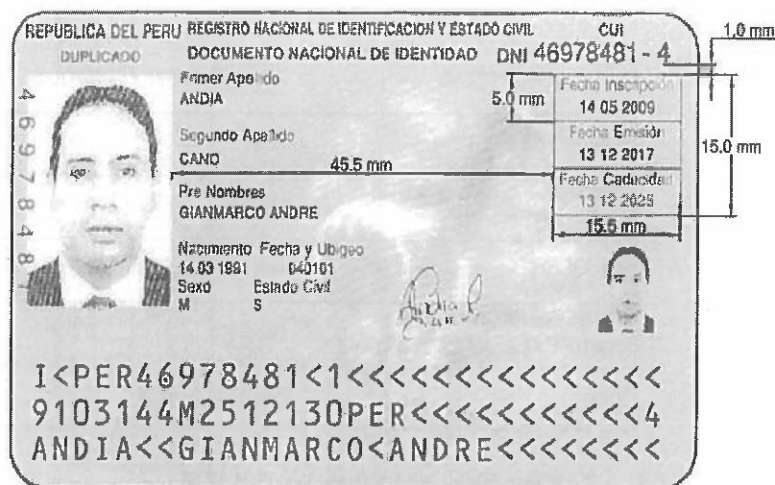 REPUBLICA DEL PERU REGISTRO NACIONAL DE IDENTIFICACION Y ESTADO CIVIL CUI
DUPLICADO DOCUMENTO NACIONAL DE IDENTIDAD DNI 46978481 - 4
1,0 mm
Primer Apellido
ANDIA
Segundo Apellido
CANO
Pre Nombres
GIANMARCO ANDRE
Nacimiento Fecha y Ubigeo
14 03 1991 040101
Sexo Estado Civil
M S
46978481
45.5 mm
5.0 mm
Fecha Inscripción
14 05 2009
Fecha Emisión
13 12 2017
Fecha Caducidad
13 12 2025
15.0 mm
15.5 mm
I<PER46978481<1<<<<<<<<<<<<<<<
9103144M2512130PER<<<<<<<<<<<4
ANDIA<<GIANMARCO<ANDRE<<<<<<<<